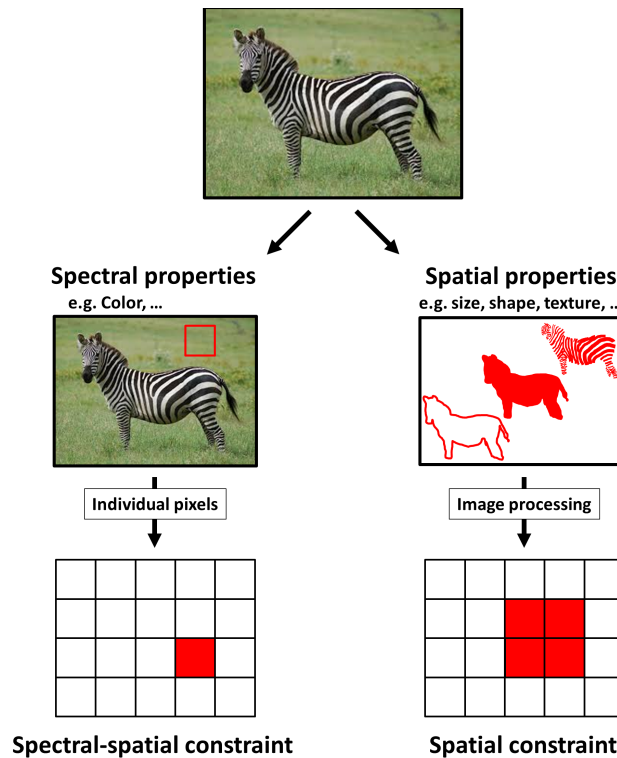 Spectral properties
e.g. Color, ...
Spatial properties
e.g. size, shape, texture, ..
Individual pixels
Image processing
Spectral-spatial constraint
Spatial constraint